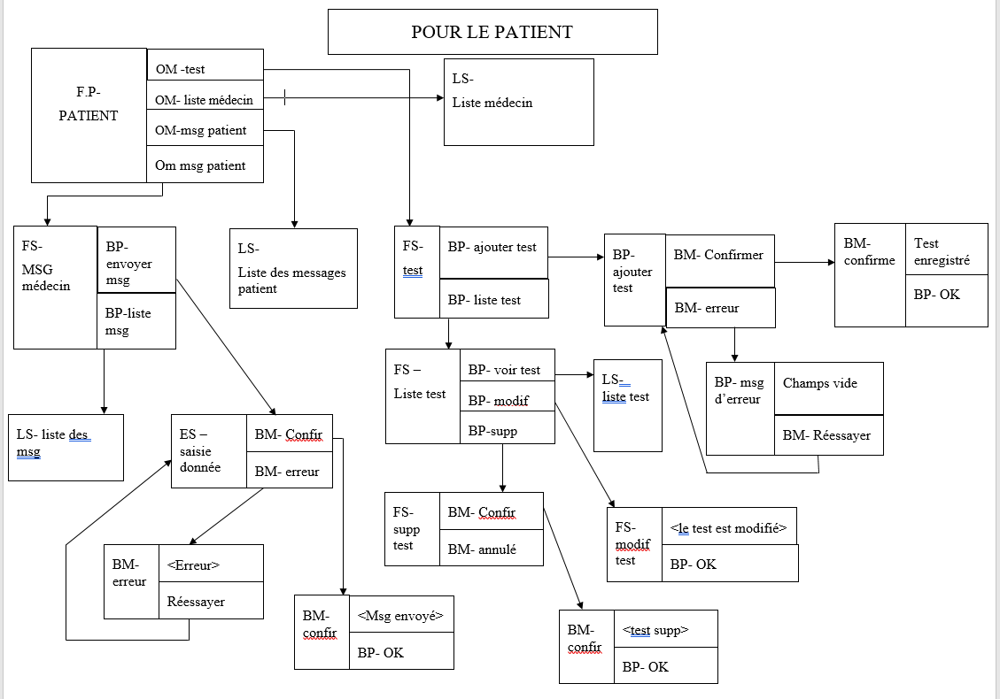 POUR LE PATIENT
F.P-
PATIENT
OM -test
OM- liste médecin
OM-msg patient
Om msg patient
LS-
Liste médecin
FS-
MSG
médecin
BP-
envoyer
msg
BP-liste
msg
LS-
Liste des messages
patient
FS-
test
BP- ajouter test
BP- liste test
BP-
ajouter
test
BM- Confirmer
BM- erreur
BM-
confirme
Test
enregistré
BP- OK
FS –
Liste test
BP- voir test
BP- modif
BP-supp
LS-
liste test
BP- msg
d’erreur
Champs vide
BM- Réessayer
LS- liste des
msg
ES –
saisie
donnée
BM- Confir
BM- erreur
FS-
supp
test
BM- Confir
BM- annulé
FS-
modif
test
<le test est modifié>
BP- OK
BM-
erreur
<Erreur>
Réessayer
BM-
confir
<Msg envoyé>
BP- OK
BM-
confir
<test supp>
BP- OK